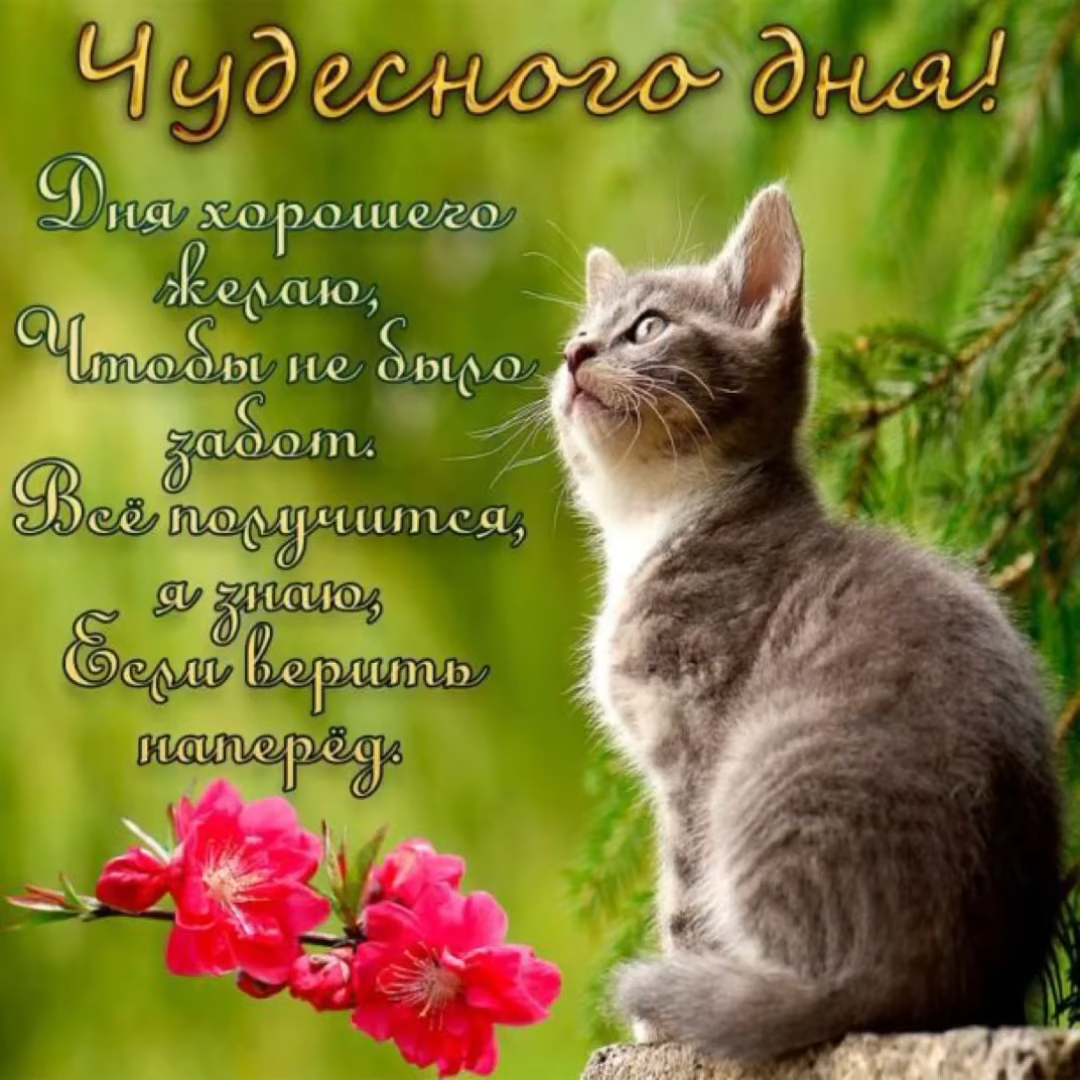 Чудесного дня!
Дня хорошего
желаю,
Чтобы не было
забот.
Всё получится,
я знаю,
Если верить
наперёд.